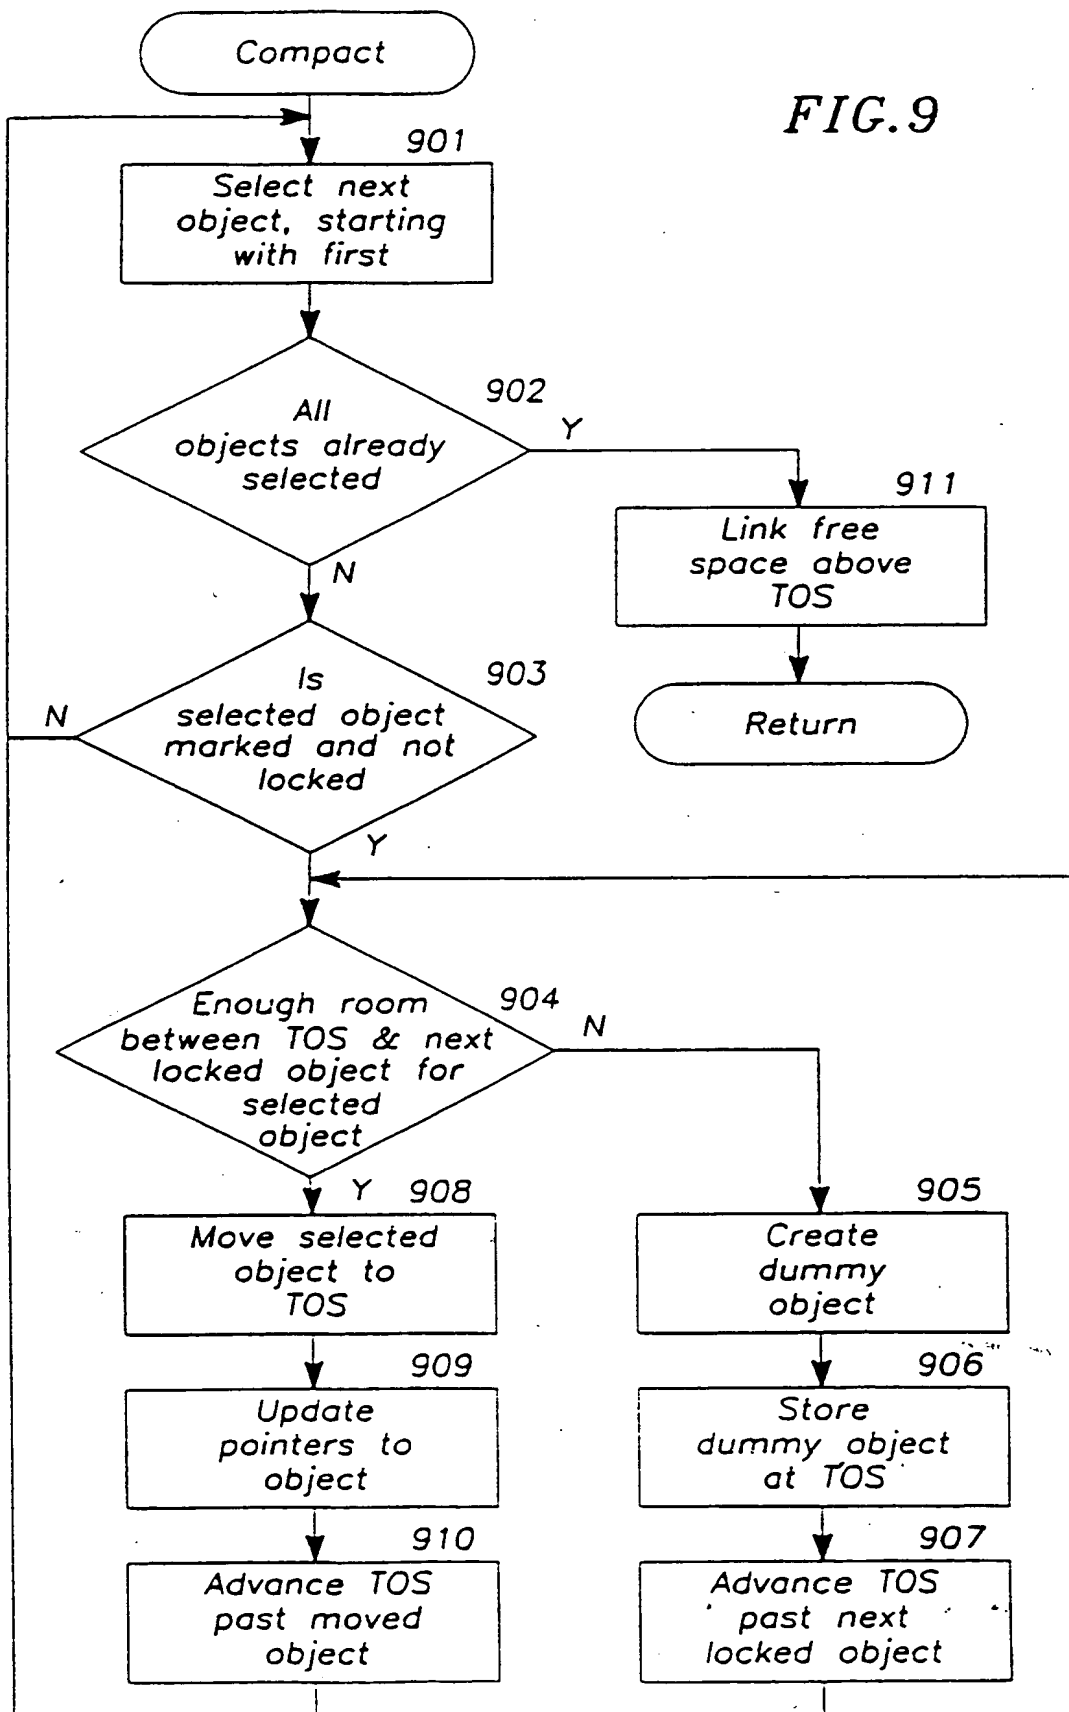 Compact
FIG.9
901
Select next
object, starting
with first
902
All
objects already
selected
Y
N
911
Link free
space above
TOS
903
Is
selected object
marked and not
locked
N
Y
Return
904
Enough room
between TOS & next
locked object for
selected
object
N
Y
908
Move selected
object to
TOS
905
Create
dummy
object
909
Update
pointers to
object
906
Store
dummy object
at TOS
910
Advance TOS
past moved
object
907
Advance TOS
past next
locked object